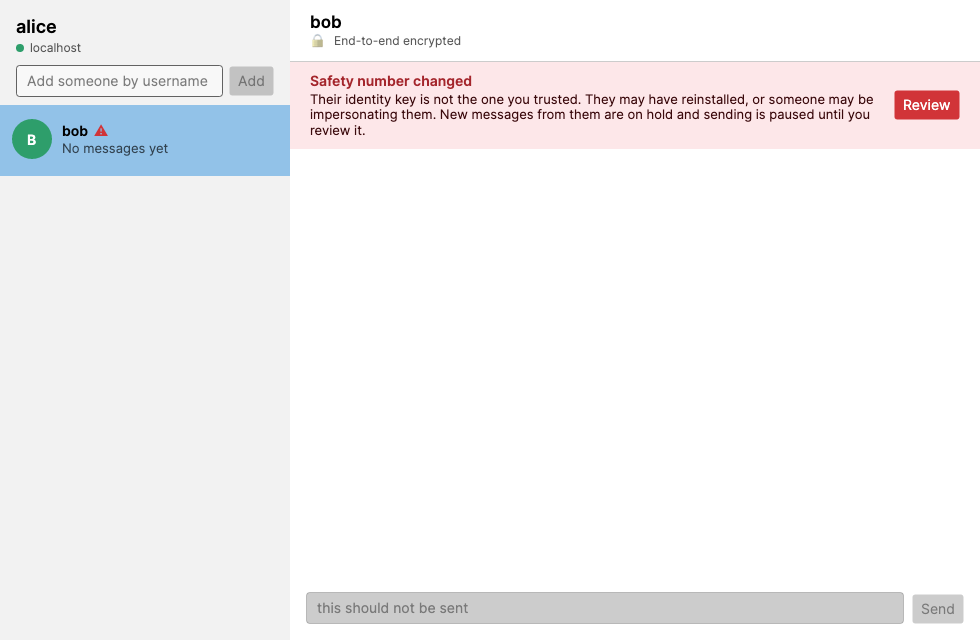 alice
localhost
Add someone by username
Add
B
bob
No messages yet
bob
End-to-end encrypted
Safety number changed
Their identity key is not the one you trusted. They may have reinstalled, or someone may be
impersonating them. New messages from them are on hold and sending is paused until you
review it.
Review
this should not be sent
Send